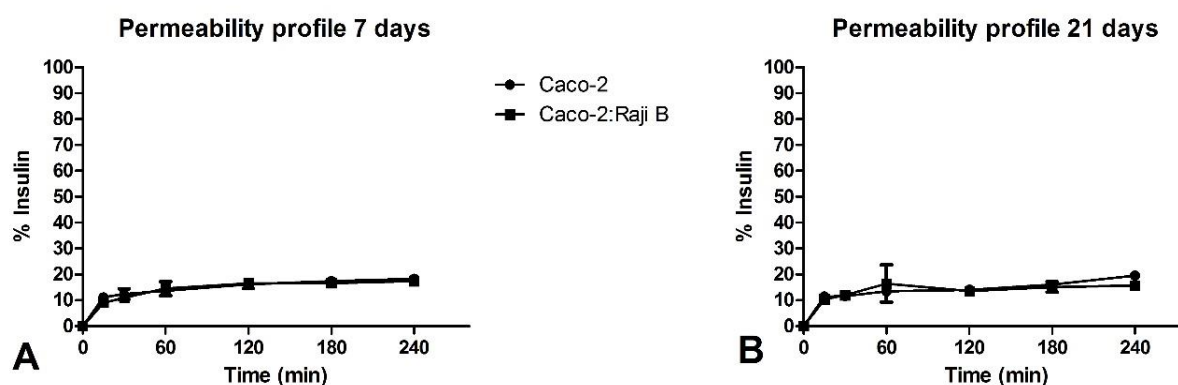 Permeability profile 7 days
100
90
80
70
60
50
40
30
20
10
0
% Insulin
0 60 120 180 240
Time (min)
A
Caco-2
Caco-2:Raji B
Permeability profile 21 days
100
90
80
70
60
50
40
30
20
10
0
% Insulin
0 60 120 180 240
Time (min)
B